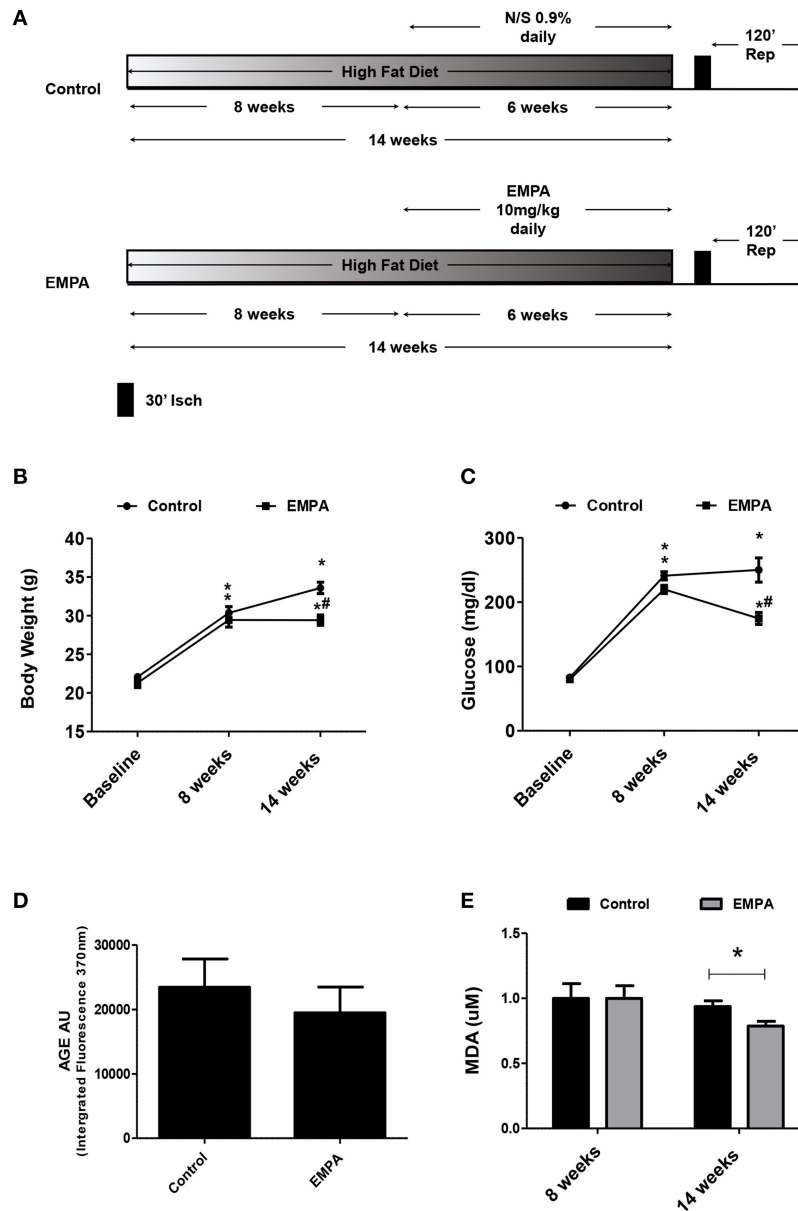 A
N/S 0.9%
daily
120'
Rep
High Fat Diet
Control
8 weeks
6 weeks
14 weeks
EMPA
10mg/kg
daily
120'
Rep
High Fat Diet
EMPA
8 weeks
6 weeks
14 weeks
30' Isch
B
Control
EMPA
Body Weight (g)
40
35
30
25
20
15
*
*
*
*#
Baseline
8 weeks
14 weeks
C
Control
EMPA
Glucose (mg/dl)
300
200
100
0
*
*
*
*#
Baseline
8 weeks
14 weeks
D
AGE AU
(Intergrated Fluorescence 370nm)
30000
20000
10000
0
Control
EMPA
E
Control
EMPA
MDA (uM)
1.5
1.0
0.5
0.0
*
8 weeks
14 weeks